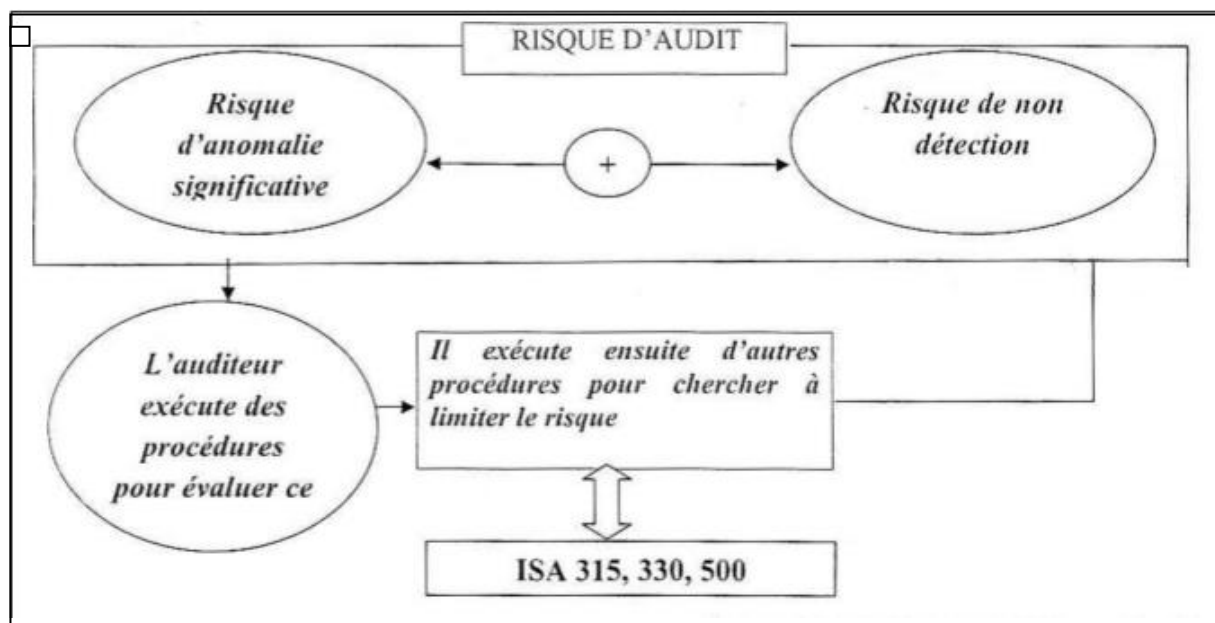 RISQUE D'AUDIT
Risque
d'anomalie
significative
+
Risque de non
détection
L'auditeur
exécute des
procédures
pour évaluer ce
Il exécute ensuite d'autres
procédures pour chercher à
limiter le risque
ISA 315, 330, 500